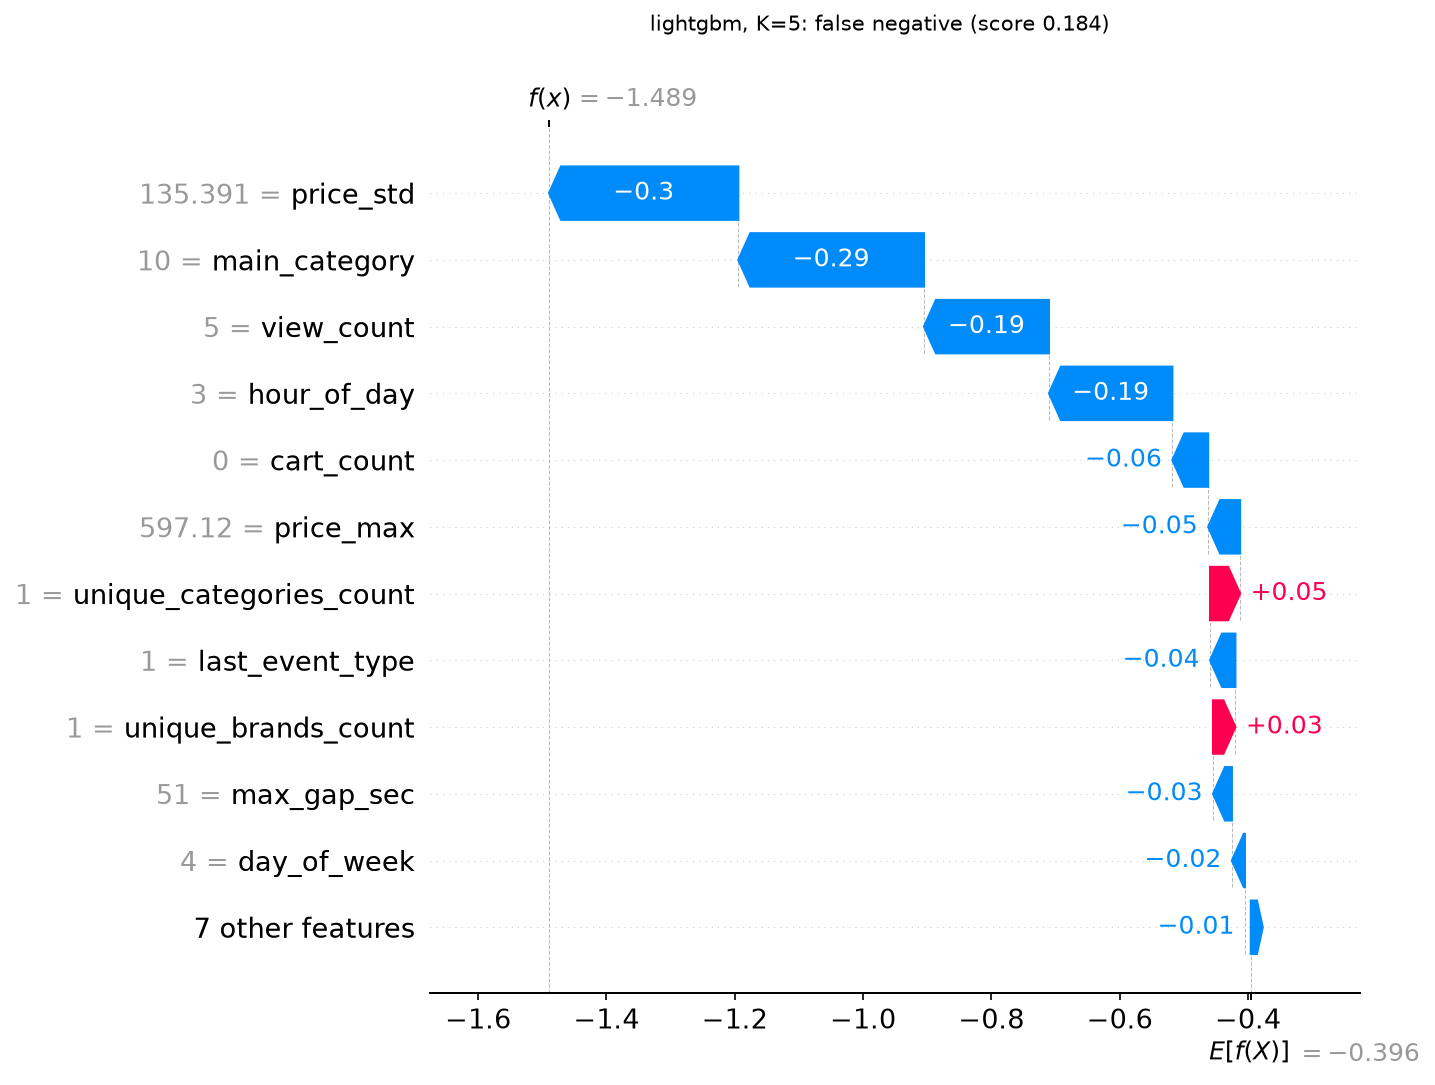 lightgbm, K=5: false negative (score 0.184)
f(x) = −1.489
135.391 = price_std −0.3
10 = main_category −0.29
5 = view_count −0.19
3 = hour_of_day −0.19
0 = cart_count −0.06
597.12 = price_max −0.05
1 = unique_categories_count +0.05
1 = last_event_type −0.04
1 = unique_brands_count +0.03
51 = max_gap_sec −0.03
4 = day_of_week −0.02
7 other features −0.01
−1.6 −1.4 −1.2 −1.0 −0.8 −0.6 −0.4
E[f(X)] = −0.396